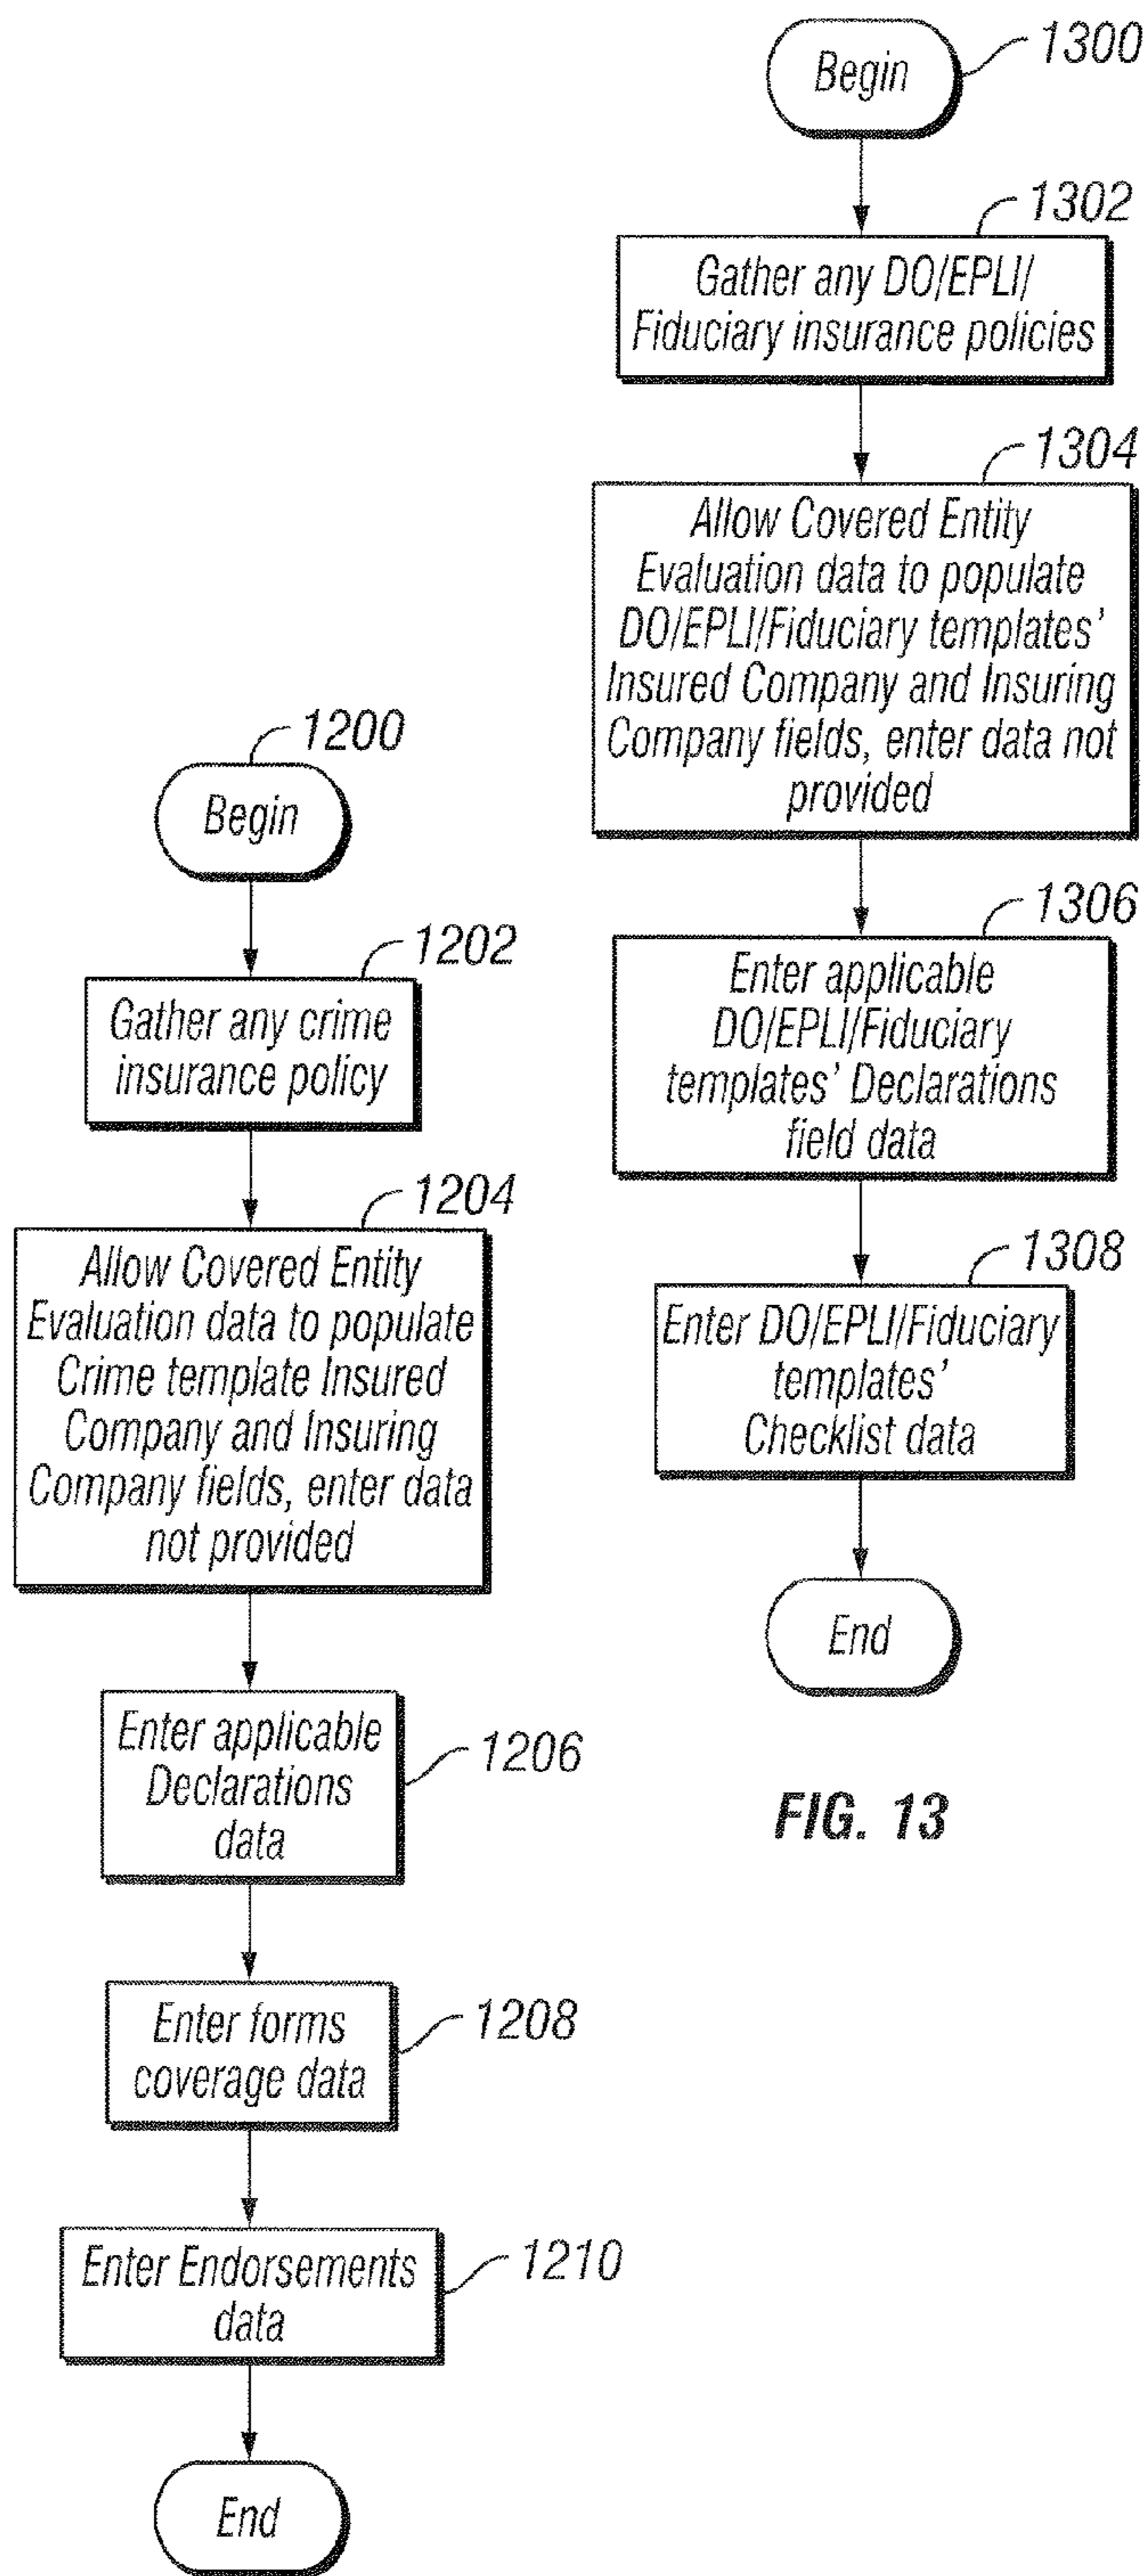 1200
Begin
1202
Gather any crime
insurance policy
1204
Allow Covered Entity
Evaluation data to populate
Crime template Insured
Company and Insuring
Company fields, enter data
not provided
Enter applicable
Declarations
data
1206
Enter forms
coverage data
1208
Enter Endorsements
data
1210
End
1300
Begin
1302
Gather any DO/EPLI/
Fiduciary insurance policies
1304
Allow Covered Entity
Evaluation data to populate
DO/EPLI/Fiduciary templates’
Insured Company and Insuring
Company fields, enter data not
provided
1306
Enter applicable
DO/EPLI/Fiduciary
templates’ Declarations
field data
1308
Enter DO/EPLI/Fiduciary
templates’
Checklist data
End
FIG. 13